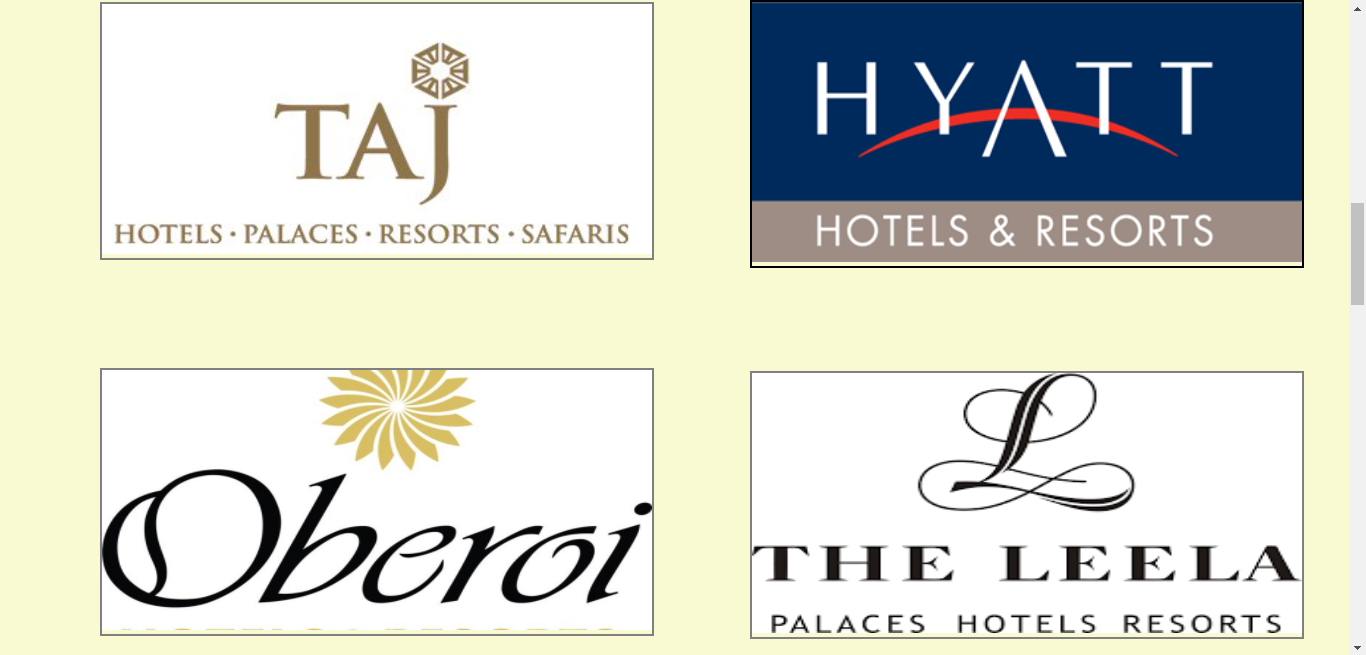 TAJ
HOTELS · PALACES · RESORTS · SAFARIS
HYATT
HOTELS & RESORTS
Oberoi
L
THE LEELA
PALACES HOTELS RESORTS